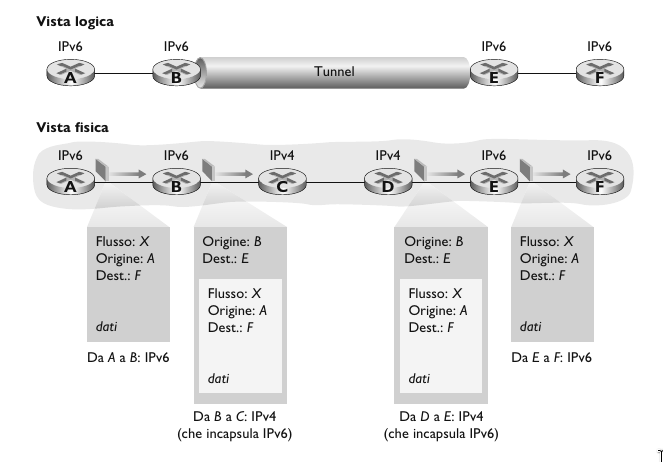 Vista logica
IPv6 IPv6 IPv6 IPv6
A B Tunnel E F
Vista fisica
IPv6 IPv6 IPv4 IPv4 IPv6 IPv6
A B C D E F
Flusso: X
Origine: A
Dest.: F
dati
Da A a B: IPv6
Origine: B
Dest.: E
Flusso: X
Origine: A
Dest.: F
dati
Da B a C: IPv4
(che incapsula IPv6)
Origine: B
Dest.: E
Flusso: X
Origine: A
Dest.: F
dati
Da D a E: IPv4
(che incapsula IPv6)
Flusso: X
Origine: A
Dest.: F
dati
Da E a F: IPv6